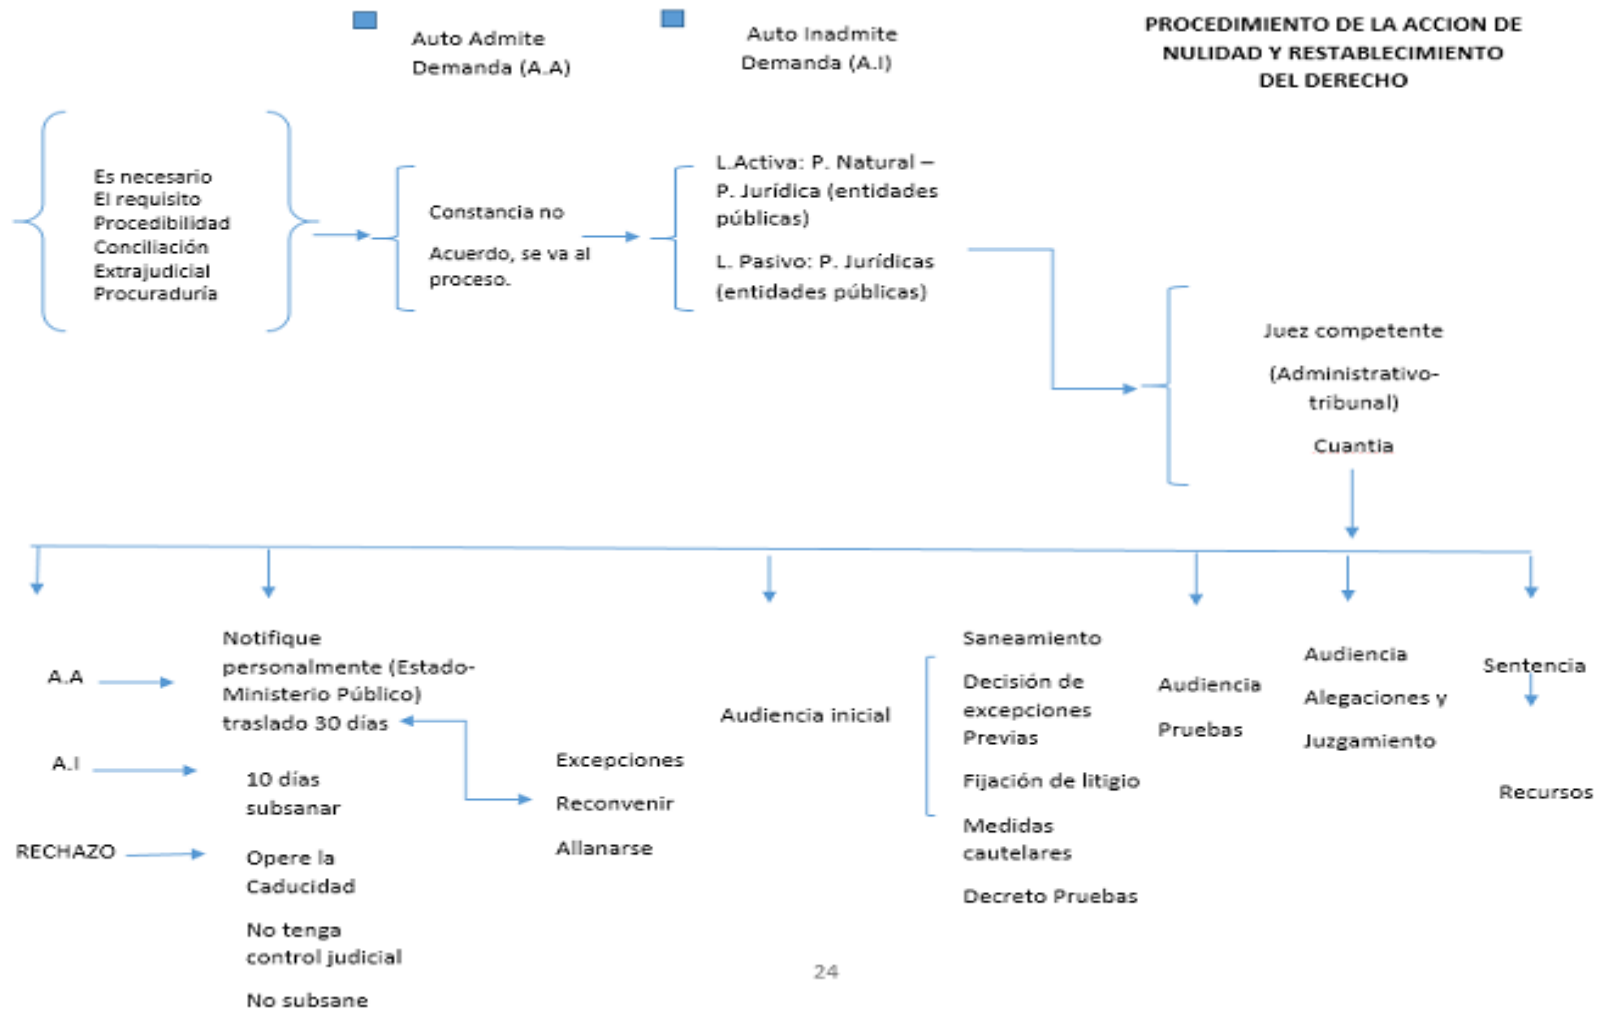 Auto Admite
Demanda (A.A)
Auto Inadmite
Demanda (A.I)
PROCEDIMIENTO DE LA ACCION DE
NULIDAD Y RESTABLECIMIENTO
DEL DERECHO
Es necesario
El requisito
Procedibilidad
Conciliación
Extrajudicial
Procuraduría
Constancia no
Acuerdo, se va al
proceso.
L.Activa: P. Natural –
P. Jurídica (entidades
públicas)
L. Pasivo: P. Jurídicas
(entidades públicas)
Juez competente
(Administrativo-
tribunal)
Cuantia
A.A
Notifique
personalmente (Estado-
Ministerio Público)
traslado 30 días
A.I
10 días
subsanar
RECHAZO
Opere la
Caducidad
No tenga
control judicial
No subsane
Excepciones
Reconvenir
Allanarse
Audiencia inicial
Saneamiento
Decisión de
excepciones
Previas
Fijación de litigio
Medidas
cautelares
Decreto Pruebas
Audiencia
Pruebas
Audiencia
Alegaciones y
Juzgamiento
Sentencia
Recursos
24